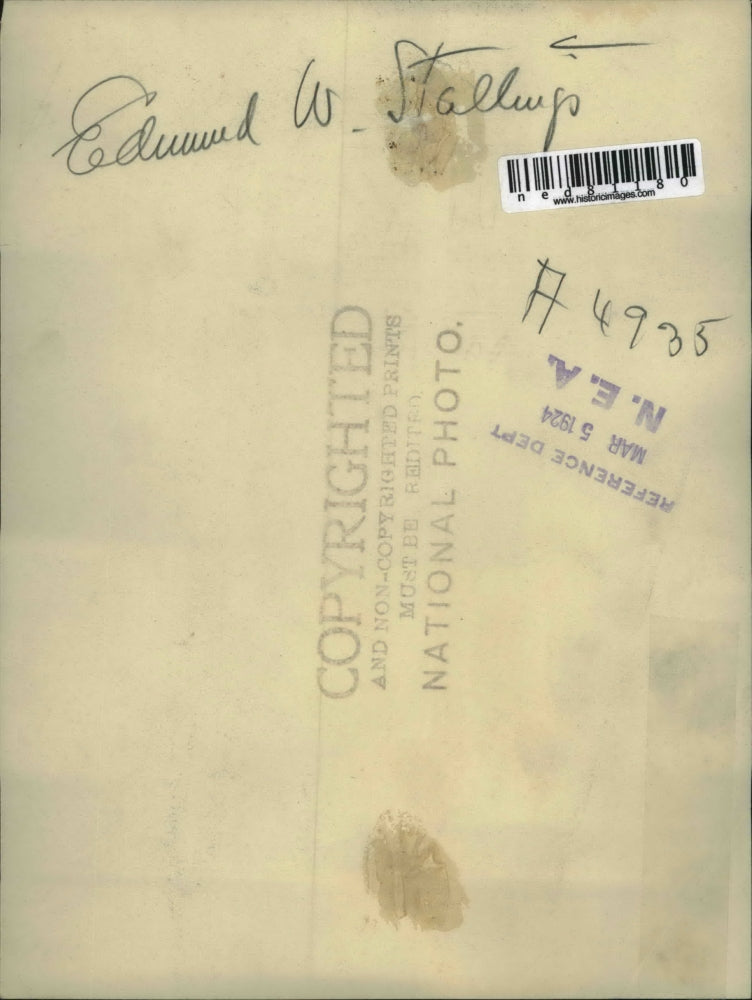 Edmund W. Stallings
ned81180
www.historicimages.com
A 4935
N.E.A.
MAR 5 1924
REFERENCE DEPT
COPYRIGHTED
AND NON-COPYRIGHTED PRINTS
MUST BE REDITED.
NATIONAL PHOTO.